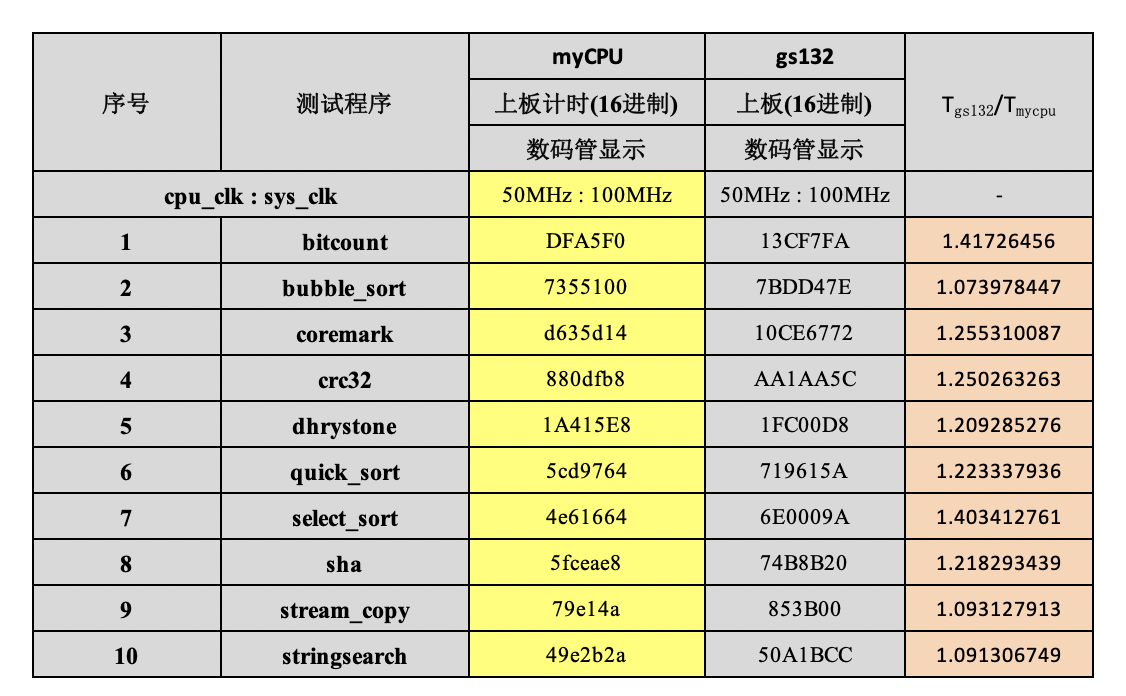 序号 测试程序 myCPU gs132 Tgs132/Tmycpu
上板计时(16进制) 上板(16进制)
数码管显示 数码管显示
cpu_clk : sys_clk 50MHz : 100MHz 50MHz : 100MHz -
1 bitcount DFA5F0 13CF7FA 1.41726456
2 bubble_sort 7355100 7BDD47E 1.073978447
3 coremark d635d14 10CE6772 1.255310087
4 crc32 880dfb8 AA1AA5C 1.250263263
5 dhrystone 1A415E8 1FC00D8 1.209285276
6 quick_sort 5cd9764 719615A 1.223337936
7 select_sort 4e61664 6E0009A 1.403412761
8 sha 5fceae8 74B8B20 1.218293439
9 stream_copy 79e14a 853B00 1.093127913
10 stringsearch 49e2b2a 50A1BCC 1.091306749